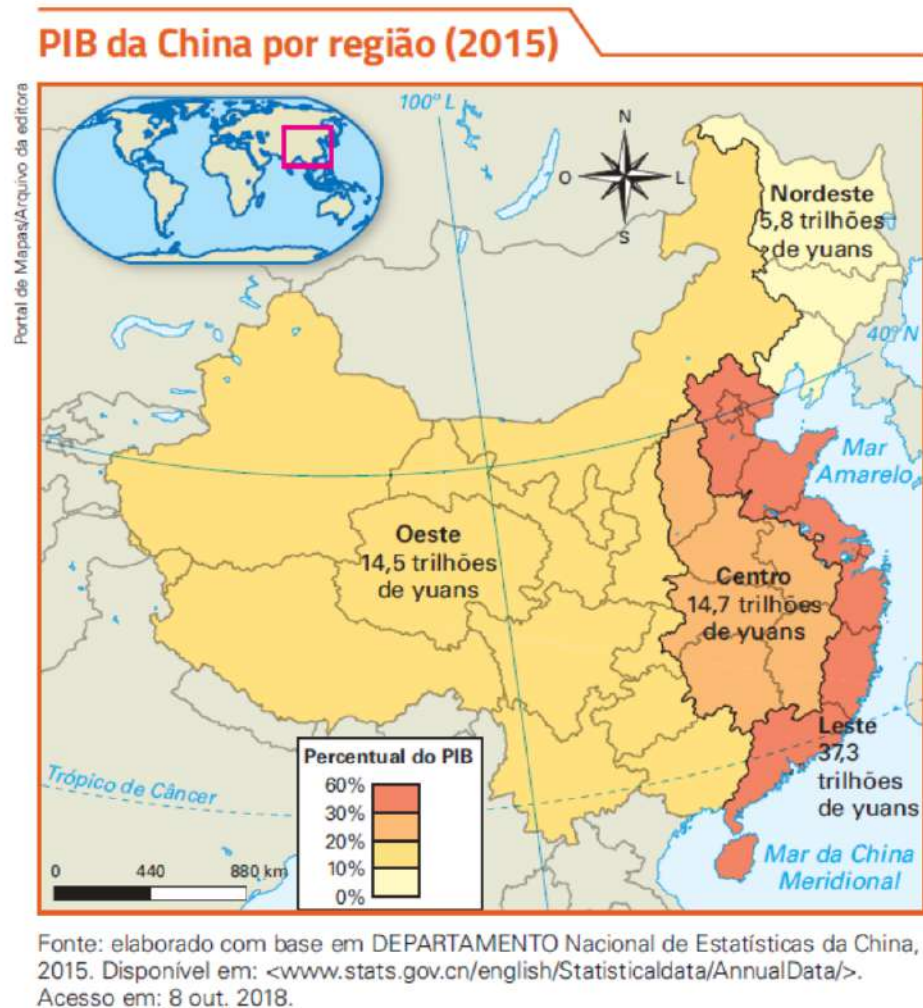 PIB da China por região (2015)
Portal de Mapas/Arquivo da editora
100° L
N
O
L
S
Nordeste
5,8 trilhões
de yuans
40° N
Mar
Amarelo
Oeste
14,5 trilhões
de yuans
Centro
14,7 trilhões
de yuans
Leste
37,3
trilhões
de yuans
Trópico de Câncer
Percentual do PIB
60%
30%
20%
10%
0%
0 440 880 km
Mar da China
Meridional
Fonte: elaborado com base em DEPARTAMENTO Nacional de Estatísticas da China,
2015. Disponível em: <www.stats.gov.cn/english/Statisticaldata/AnnualData/>.
Acesso em: 8 out. 2018.